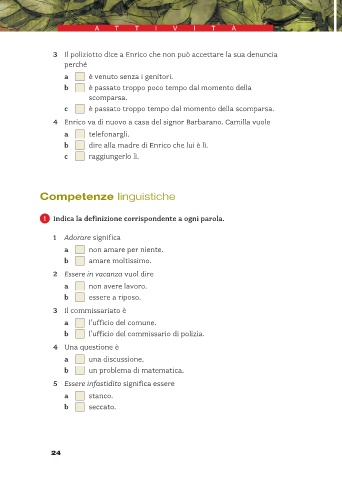 ATTIVITÀ
3 Il poliziotto dice a Enrico che non può accettare la sua denuncia
perché
a è venuto senza i genitori.
b è passato troppo poco tempo dal momento della
scomparsa.
c è passato troppo tempo dal momento della scomparsa.
4 Enrico va di nuovo a casa del signor Barbarano. Camilla vuole
a telefonargli.
b dire alla madre di Enrico che lui è lì.
c raggiungerlo lì.
Competenze linguistiche
1 Indica la definizione corrispondente a ogni parola.
1 Adorare significa
a non amare per niente.
b amare moltissimo.
2 Essere in vacanza vuol dire
a non avere lavoro.
b essere a riposo.
3 Il commissariato è
a l'ufficio del comune.
b l'ufficio del commissario di polizia.
4 Una questione è
a una discussione.
b un problema di matematica.
5 Essere infastidito significa essere
a stanco.
b seccato.
24